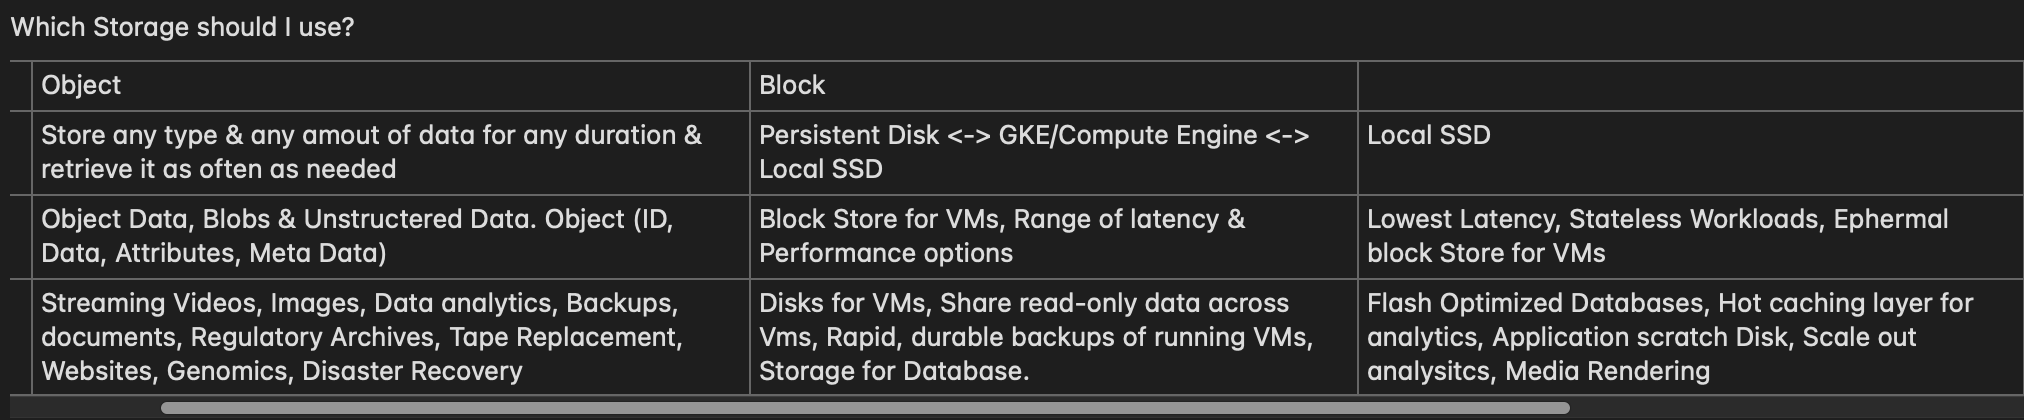 Which Storage should I use?
Object
Block
Store any type & any amout of data for any duration &
retrieve it as often as needed
Persistent Disk <-> GKE/Compute Engine <->
Local SSD
Local SSD
Object Data, Blobs & Unstructered Data. Object (ID,
Data, Attributes, Meta Data)
Block Store for VMs, Range of latency &
Performance options
Lowest Latency, Stateless Workloads, Ephermal
block Store for VMs
Streaming Videos, Images, Data analytics, Backups,
documents, Regulatory Archives, Tape Replacement,
Websites, Genomics, Disaster Recovery
Disks for VMs, Share read-only data across
Vms, Rapid, durable backups of running VMs,
Storage for Database.
Flash Optimized Databases, Hot caching layer for
analytics, Application scratch Disk, Scale out
analysitcs, Media Rendering